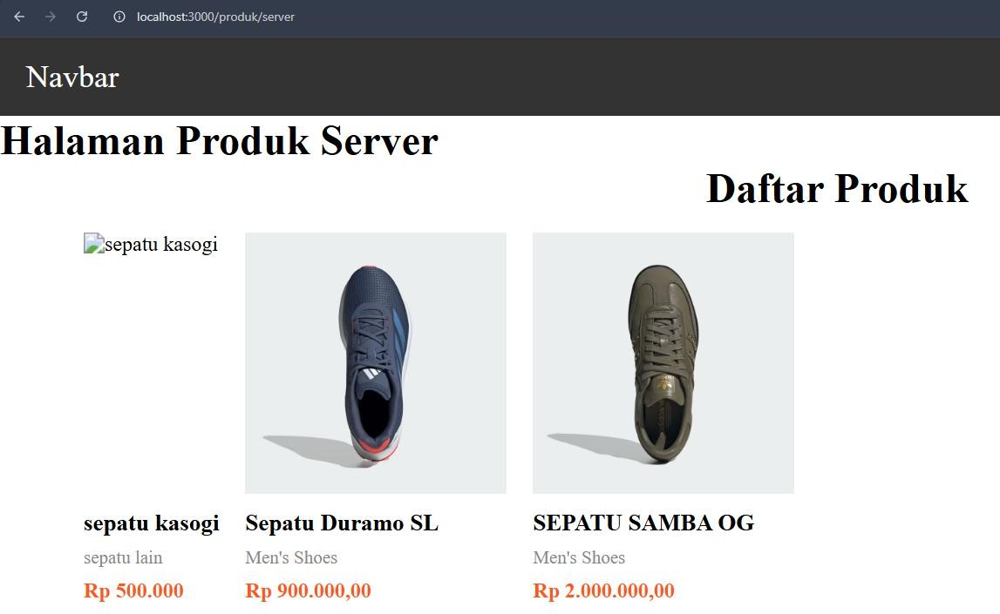 localhost:3000/produk/server
Navbar
Halaman Produk Server
Daftar Produk
sepatu kasogi
sepatu kasogi
sepatu lain
Rp 500.000
Sepatu Duramo SL
Men's Shoes
Rp 900.000,00
SEPATU SAMBA OG
Men's Shoes
Rp 2.000.000,00